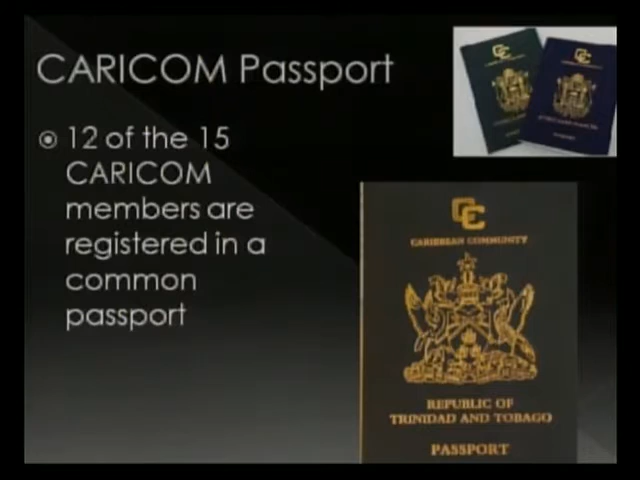 CARICOM Passport
12 of the 15
CARICOM
members are
registered in a
common
passport
CARIBBEAN COMMUNITY
REPUBLIC OF
TRINIDAD AND TOBAGO
PASSPORT